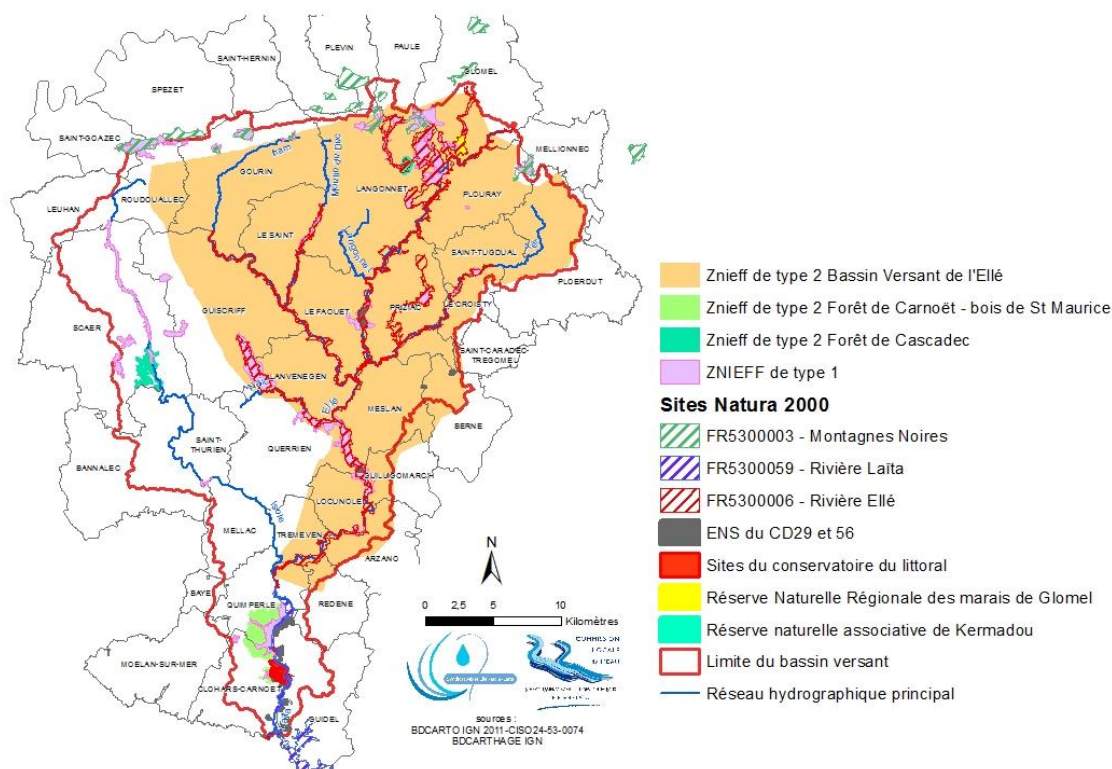 PLEVIN
PAULE
SAINT-HERNIN
GLOMEL
SPEZET
SAINT-GOAZEC
MELLIONNEC
GOURIN
LANGONNET
PLOURAY
LEUHAN
ROUDOUALLEC
LE SAINT
SAINT-TUGDUAL
PLOERDUT
GUISCRIFF
LE FAOUET
PRIZIAC
LE CROISTY
SCAER
SAINT-CARADEC-
TREGOMEL
LANVENEGEN
Ellé
MESLAN
BERNE
SAINT-
THURIEN
QUERRIEN
BANNALEC
GUILLIGOMARCH
LOCUNOLE
Isole
MELLAC
TREMEVEN
ARZANO
BAYE
QUIMPERLE
REDENE
MOELAN-SUR-MER
CLOHARS-CARNOET
GUIDEL
N
0 2,5 5 10
Kilomètres
COMMISSION
LOCALE
DE L'EAU
sources :
BDCARTO IGN 2011-CISO24-53-0074
BDCARTHAGE IGN
Znieff de type 2 Bassin Versant de l'Ellé
Znieff de type 2 Forêt de Carnoët - bois de St Maurice
Znieff de type 2 Forêt de Cascadec
ZNIEFF de type 1
Sites Natura 2000
FR5300003 - Montagnes Noires
FR5300059 - Rivière Laïta
FR5300006 - Rivière Ellé
ENS du CD29 et 56
Sites du conservatoire du littoral
Réserve Naturelle Régionale des marais de Glomel
Réserve naturelle associative de Kermadou
Limite du bassin versant
Réseau hydrographique principal